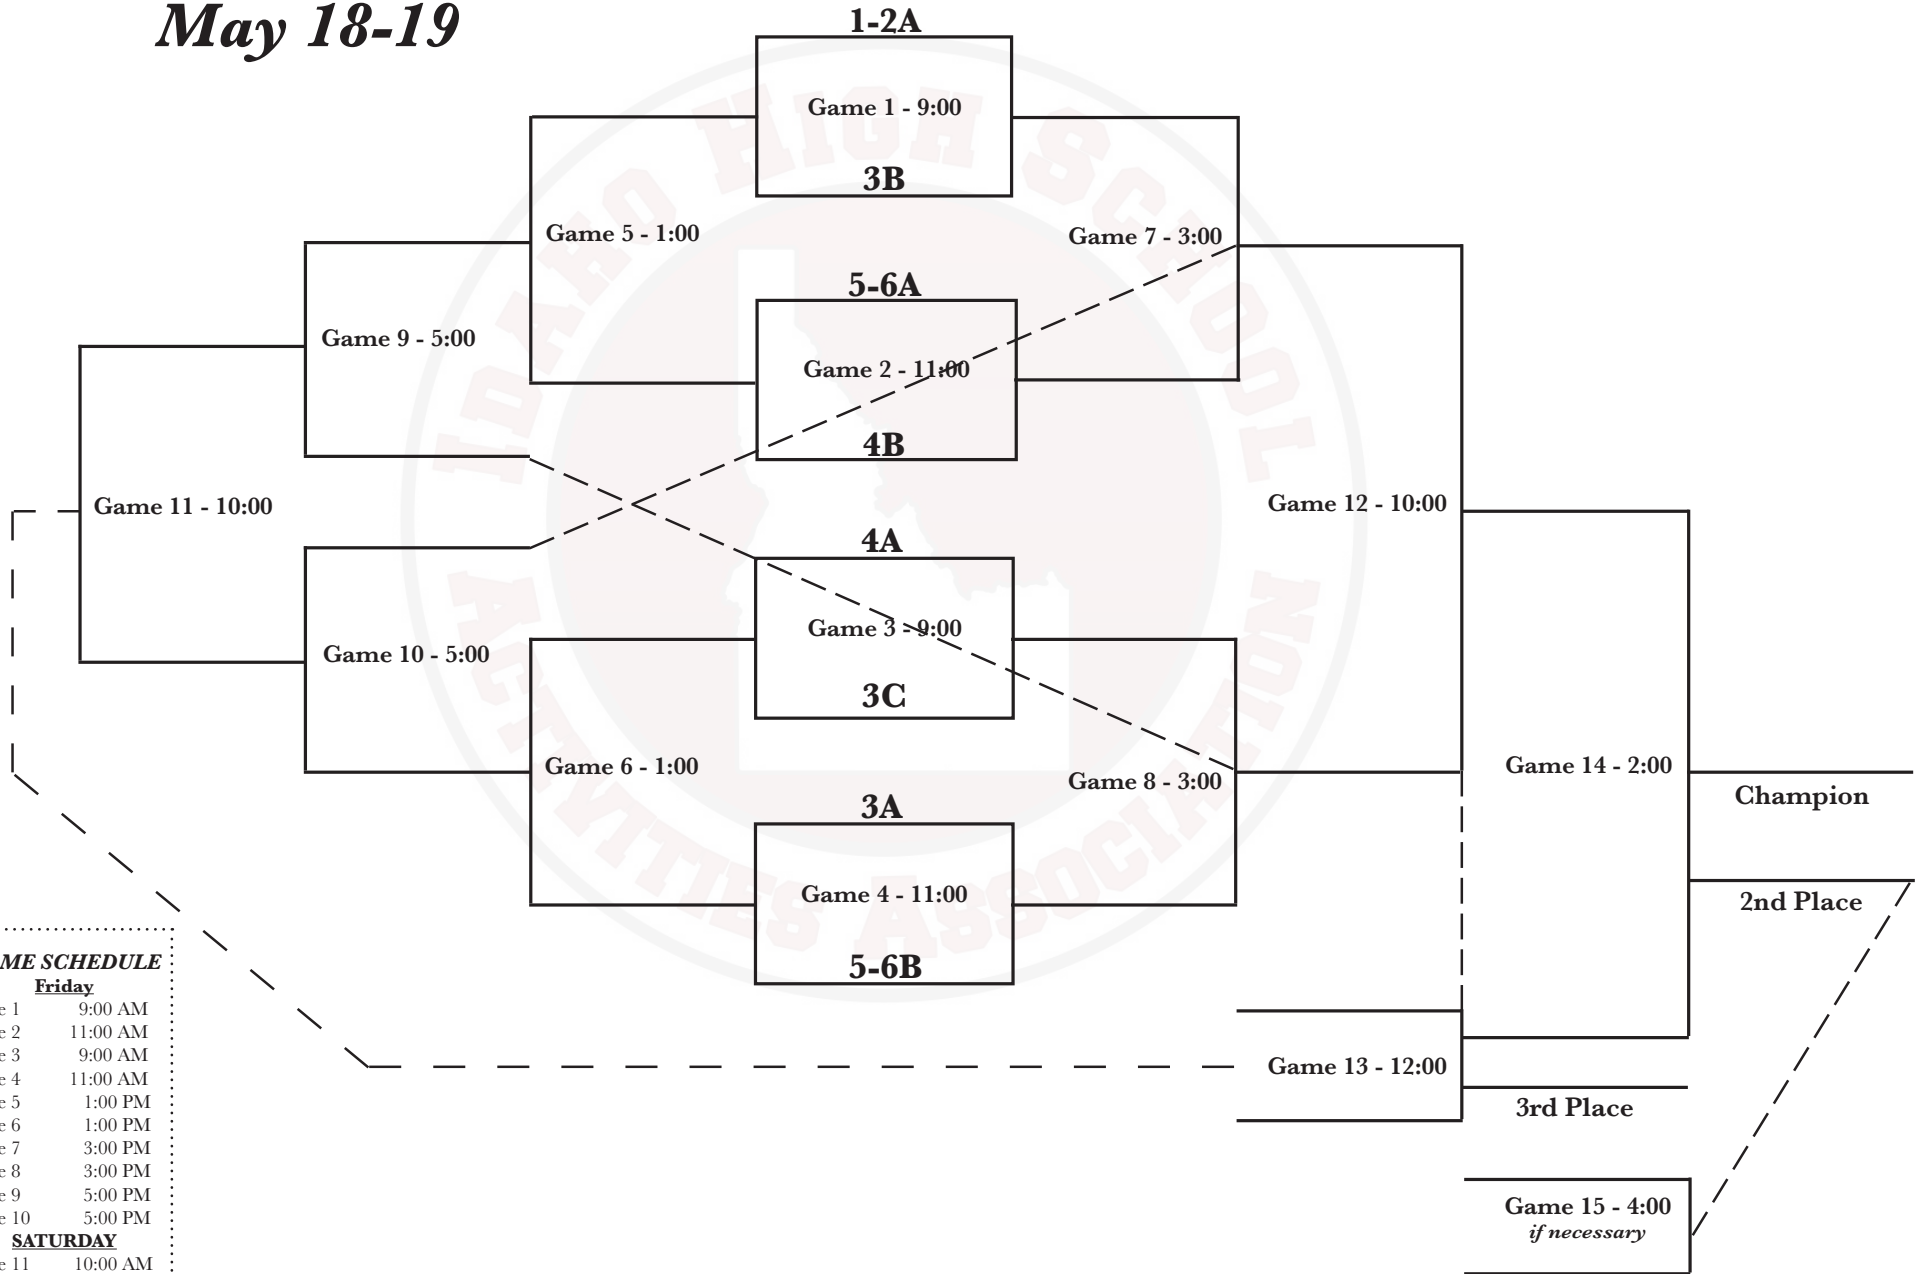 May 18-19
1-2A
Game 1 - 9:00
3B
Game 5 - 1:00
Game 7 - 3:00
5-6A
Game 9 - 5:00
Game 2 - 11:00
4B
Game 11 - 10:00
Game 12 - 10:00
4A
Game 3 - 9:00
Game 10 - 5:00
3C
Game 6 - 1:00
Game 8 - 3:00
Game 14 - 2:00
Champion
3A
Game 4 - 11:00
2nd Place
5-6B
Game 13 - 12:00
3rd Place
Game 15 - 4:00
if necessary
ME SCHEDULE
Friday
e 1 9:00 AM
e 2 11:00 AM
e 3 9:00 AM
e 4 11:00 AM
e 5 1:00 PM
e 6 1:00 PM
e 7 3:00 PM
e 8 3:00 PM
e 9 5:00 PM
e 10 5:00 PM
SATURDAY
e 11 10:00 AM
IDAHO HIGH SCHOOL
ACTIVITIES ASSOCIATION